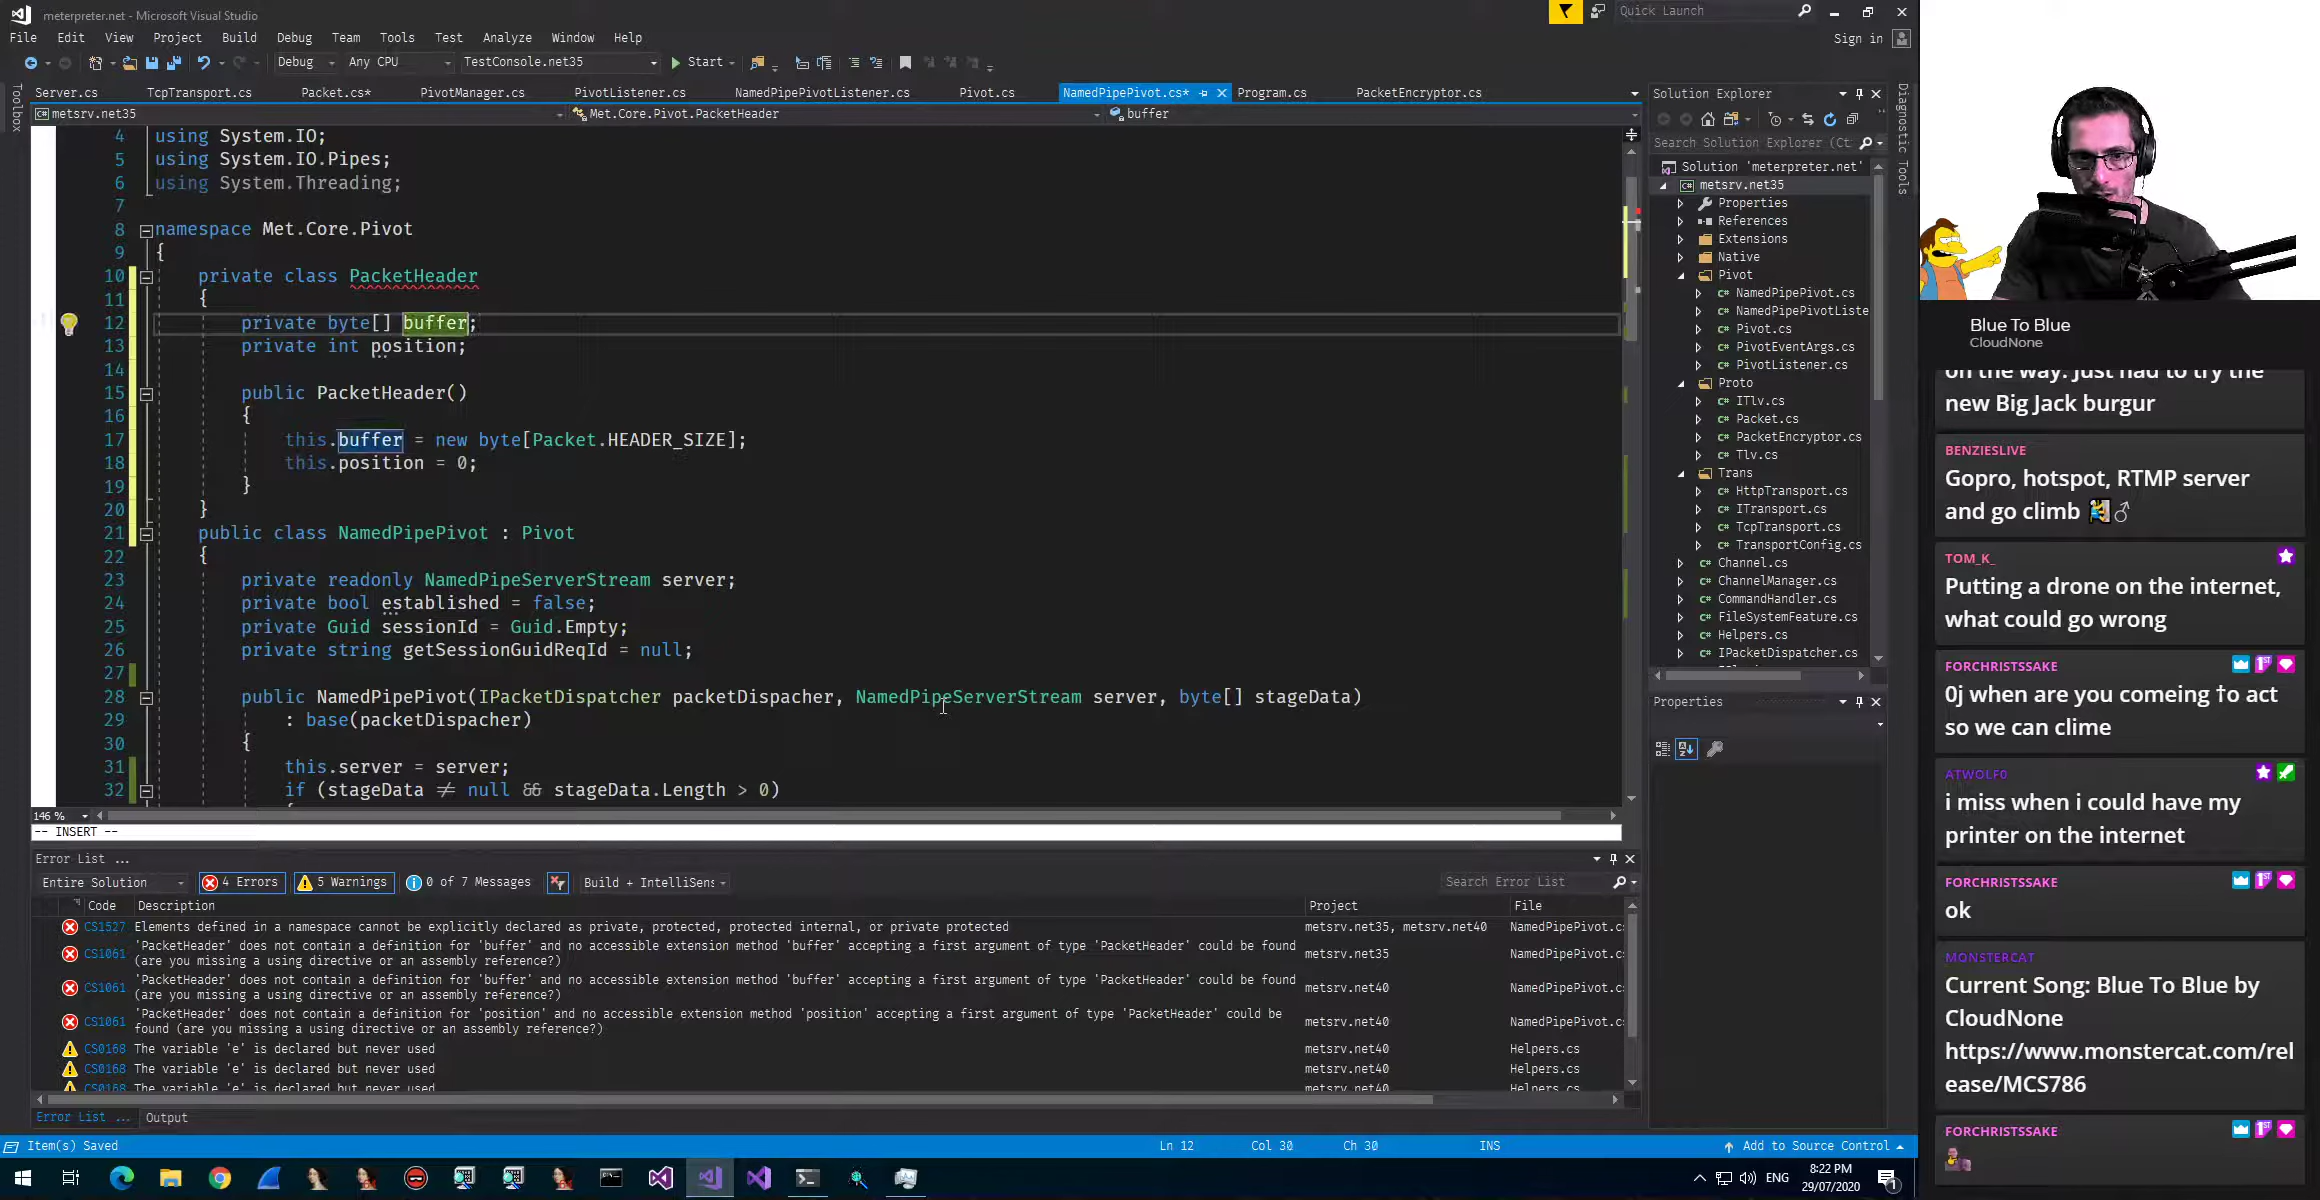 meterpreter.net - Microsoft Visual Studio
Quick Launch
File Edit View Project Build Debug Team Tools Test Analyze Window Help
Sign in
Debug Any CPU TestConsole.net35 Start
Server.cs TcpTransport.cs Packet.cs* PivotManager.cs PivotListener.cs NamedPipePivotListener.cs Pivot.cs NamedPipePivot.cs* Program.cs PacketEncryptor.cs
metsrv.net35 Met.Core.Pivot.PacketHeader buffer
Toolbox
4 using System.IO;
5 using System.IO.Pipes;
6 using System.Threading;
7
8 namespace Met.Core.Pivot
9 {
10 private class PacketHeader
11 {
12 private byte[] buffer;
13 private int position;
14
15 public PacketHeader()
16 {
17 this.buffer = new byte[Packet.HEADER_SIZE];
18 this.position = 0;
19 }
20 }
21 public class NamedPipePivot : Pivot
22 {
23 private readonly NamedPipeServerStream server;
24 private bool established = false;
25 private Guid sessionId = Guid.Empty;
26 private string getSessionGuidReqId = null;
27
28 public NamedPipePivot(IPacketDispatcher packetDispacher, NamedPipeServerStream server, byte[] stageData)
29 : base(packetDispacher)
30 {
31 this.server = server;
32 if (stageData ≠ null && stageData.Length > 0)
146 %
-- INSERT --
Error List ...
Entire Solution 4 Errors 5 Warnings 0 of 7 Messages Build + IntelliSens
Search Error List
Code Description Project File
CS1527 Elements defined in a namespace cannot be explicitly declared as private, protected, protected internal, or private protected metsrv.net35, metsrv.net40 NamedPipePivot.c
CS1061 'PacketHeader' does not contain a definition for 'buffer' and no accessible extension method 'buffer' accepting a first argument of type 'PacketHeader' could be found
(are you missing a using directive or an assembly reference?) metsrv.net35 NamedPipePivot.c
CS1061 'PacketHeader' does not contain a definition for 'buffer' and no accessible extension method 'buffer' accepting a first argument of type 'PacketHeader' could be found
(are you missing a using directive or an assembly reference?) metsrv.net40 NamedPipePivot.c
CS1061 'PacketHeader' does not contain a definition for 'position' and no accessible extension method 'position' accepting a first argument of type 'PacketHeader' could be
found (are you missing a using directive or an assembly reference?) metsrv.net40 NamedPipePivot.c
CS0168 The variable 'e' is declared but never used metsrv.net40 Helpers.cs
CS0168 The variable 'e' is declared but never used metsrv.net40 Helpers.cs
CS0168 The variable 'e' is declared but never used metsrv.net40 Helpers.cs
Error List ... Output
Item(s) Saved Ln 12 Col 30 Ch 30 INS Add to Source Control
ENG
8:22 PM
29/07/2020
1
Solution Explorer
Search Solution Explorer (Ct
Solution 'meterpreter.net'
metsrv.net35
Properties
References
Extensions
Native
Pivot
NamedPipePivot.cs
NamedPipePivotListe
Pivot.cs
PivotEventArgs.cs
PivotListener.cs
Proto
ITlv.cs
Packet.cs
PacketEncryptor.cs
Tlv.cs
Trans
HttpTransport.cs
ITransport.cs
TcpTransport.cs
TransportConfig.cs
Channel.cs
ChannelManager.cs
CommandHandler.cs
FileSystemFeature.cs
Helpers.cs
IPacketDispatcher.cs
Properties
Diagnostic Tools
Blue To Blue
CloudNone
on the way. Just had to try the
new Big Jack burgur
BENZIESLIVE
Gopro, hotspot, RTMP server
and go climb 🧗♂
TOM_K_
Putting a drone on the internet,
what could go wrong
FORCHRISTSSAKE
0j when are you comeing †o act
so we can clime
ATWOLF0
i miss when i could have my
printer on the internet
FORCHRISTSSAKE
ok
MONSTERCAT
Current Song: Blue To Blue by
CloudNone
https://www.monstercat.com/rel
ease/MCS786
FORCHRISTSSAKE